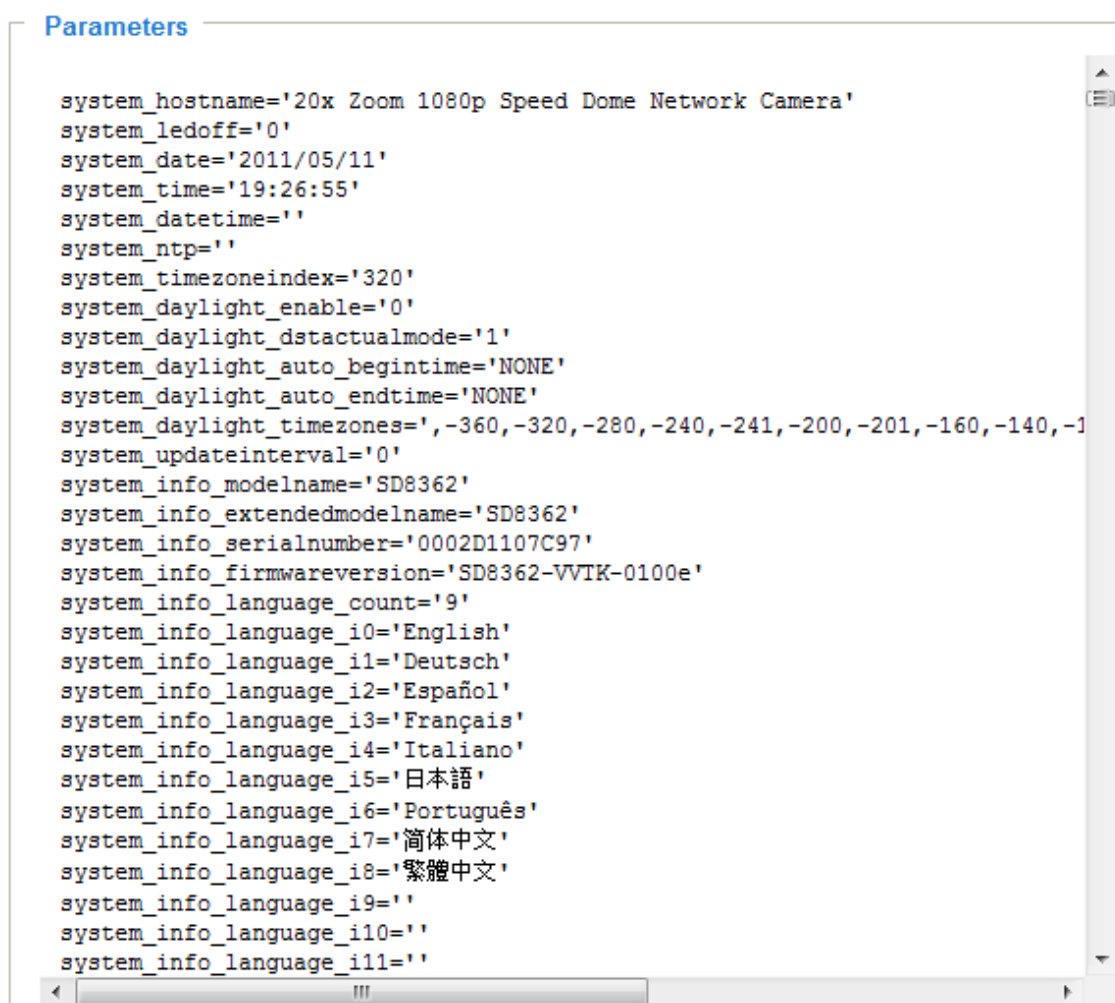 Parameters
system_hostname='20x Zoom 1080p Speed Dome Network Camera'
system_ledoff='0'
system_date='2011/05/11'
system_time='19:26:55'
system_datetime=''
system_ntp=''
system_timezoneindex='320'
system_daylight_enable='0'
system_daylight_dstactualmode='1'
system_daylight_auto_begintime='NONE'
system_daylight_auto_endtime='NONE'
system_daylight_timezones=',-360,-320,-280,-240,-241,-200,-201,-160,-140,-1
system_updateinterval='0'
system_info_modelname='SD8362'
system_info_extendedmodelname='SD8362'
system_info_serialnumber='0002D1107C97'
system_info_firmwareversion='SD8362-VVTK-0100e'
system_info_language_count='9'
system_info_language_i0='English'
system_info_language_i1='Deutsch'
system_info_language_i2='Español'
system_info_language_i3='Français'
system_info_language_i4='Italiano'
system_info_language_i5='日本語'
system_info_language_i6='Português'
system_info_language_i7='简体中文'
system_info_language_i8='繁體中文'
system_info_language_i9=''
system_info_language_i10=''
system_info_language_i11=''